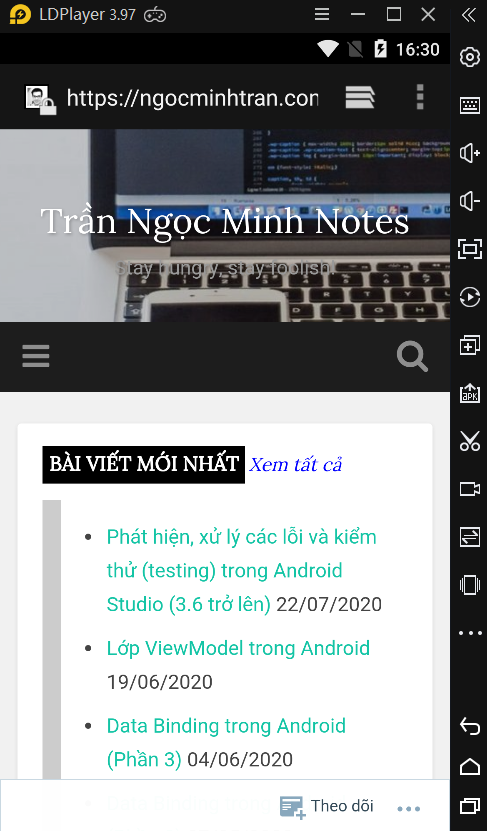 LDPlayer 3.97
16:30
https://ngocminhtran.con
Trần Ngọc Minh Notes
Stay hungry, stay foolish!
BÀI VIẾT MỚI NHẤT Xem tất cả
Phát hiện, xử lý các lỗi và kiểm
thử (testing) trong Android
Studio (3.6 trở lên) 22/07/2020
Lớp ViewModel trong Android
19/06/2020
Data Binding trong Android
(Phần 3) 04/06/2020
Theo dõi
APK